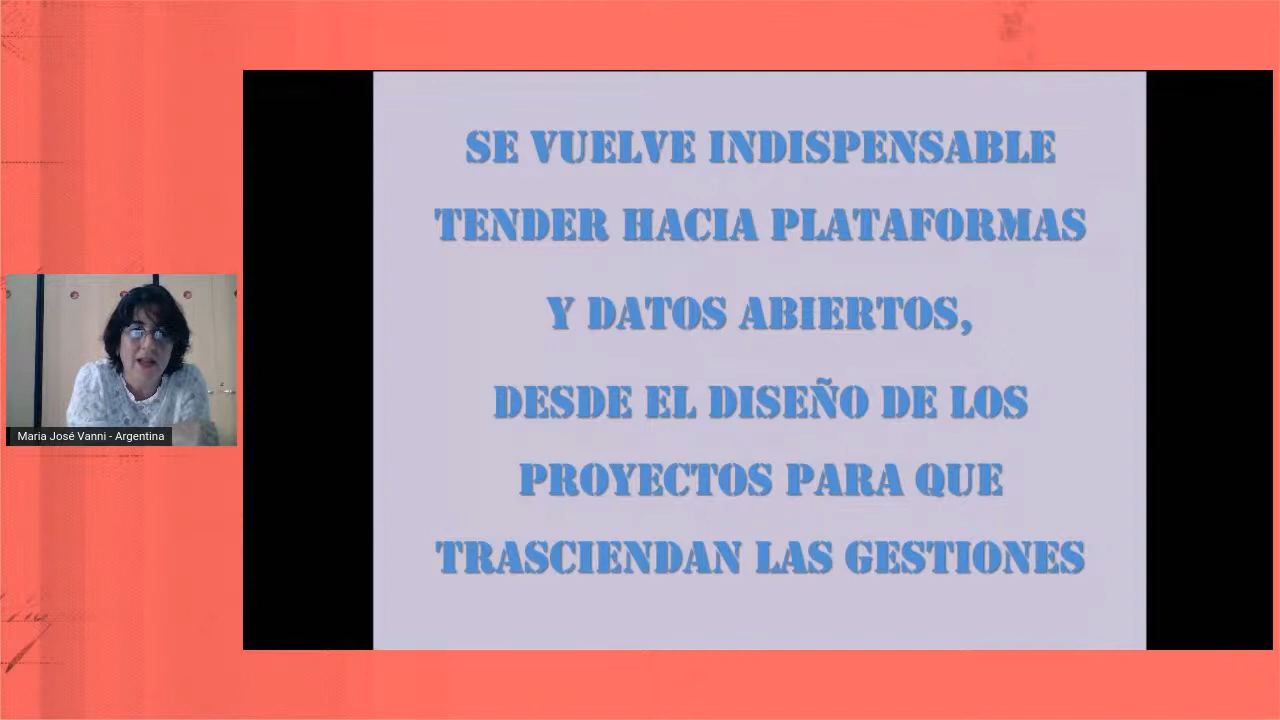 SE VUELVE INDISPENSABLE
TENDER HACIA PLATAFORMAS
Y DATOS ABIERTOS,
DESDE EL DISEÑO DE LOS
PROYECTOS PARA QUE
TRASCIENDAN LAS GESTIONES
Maria José Vanni - Argentina